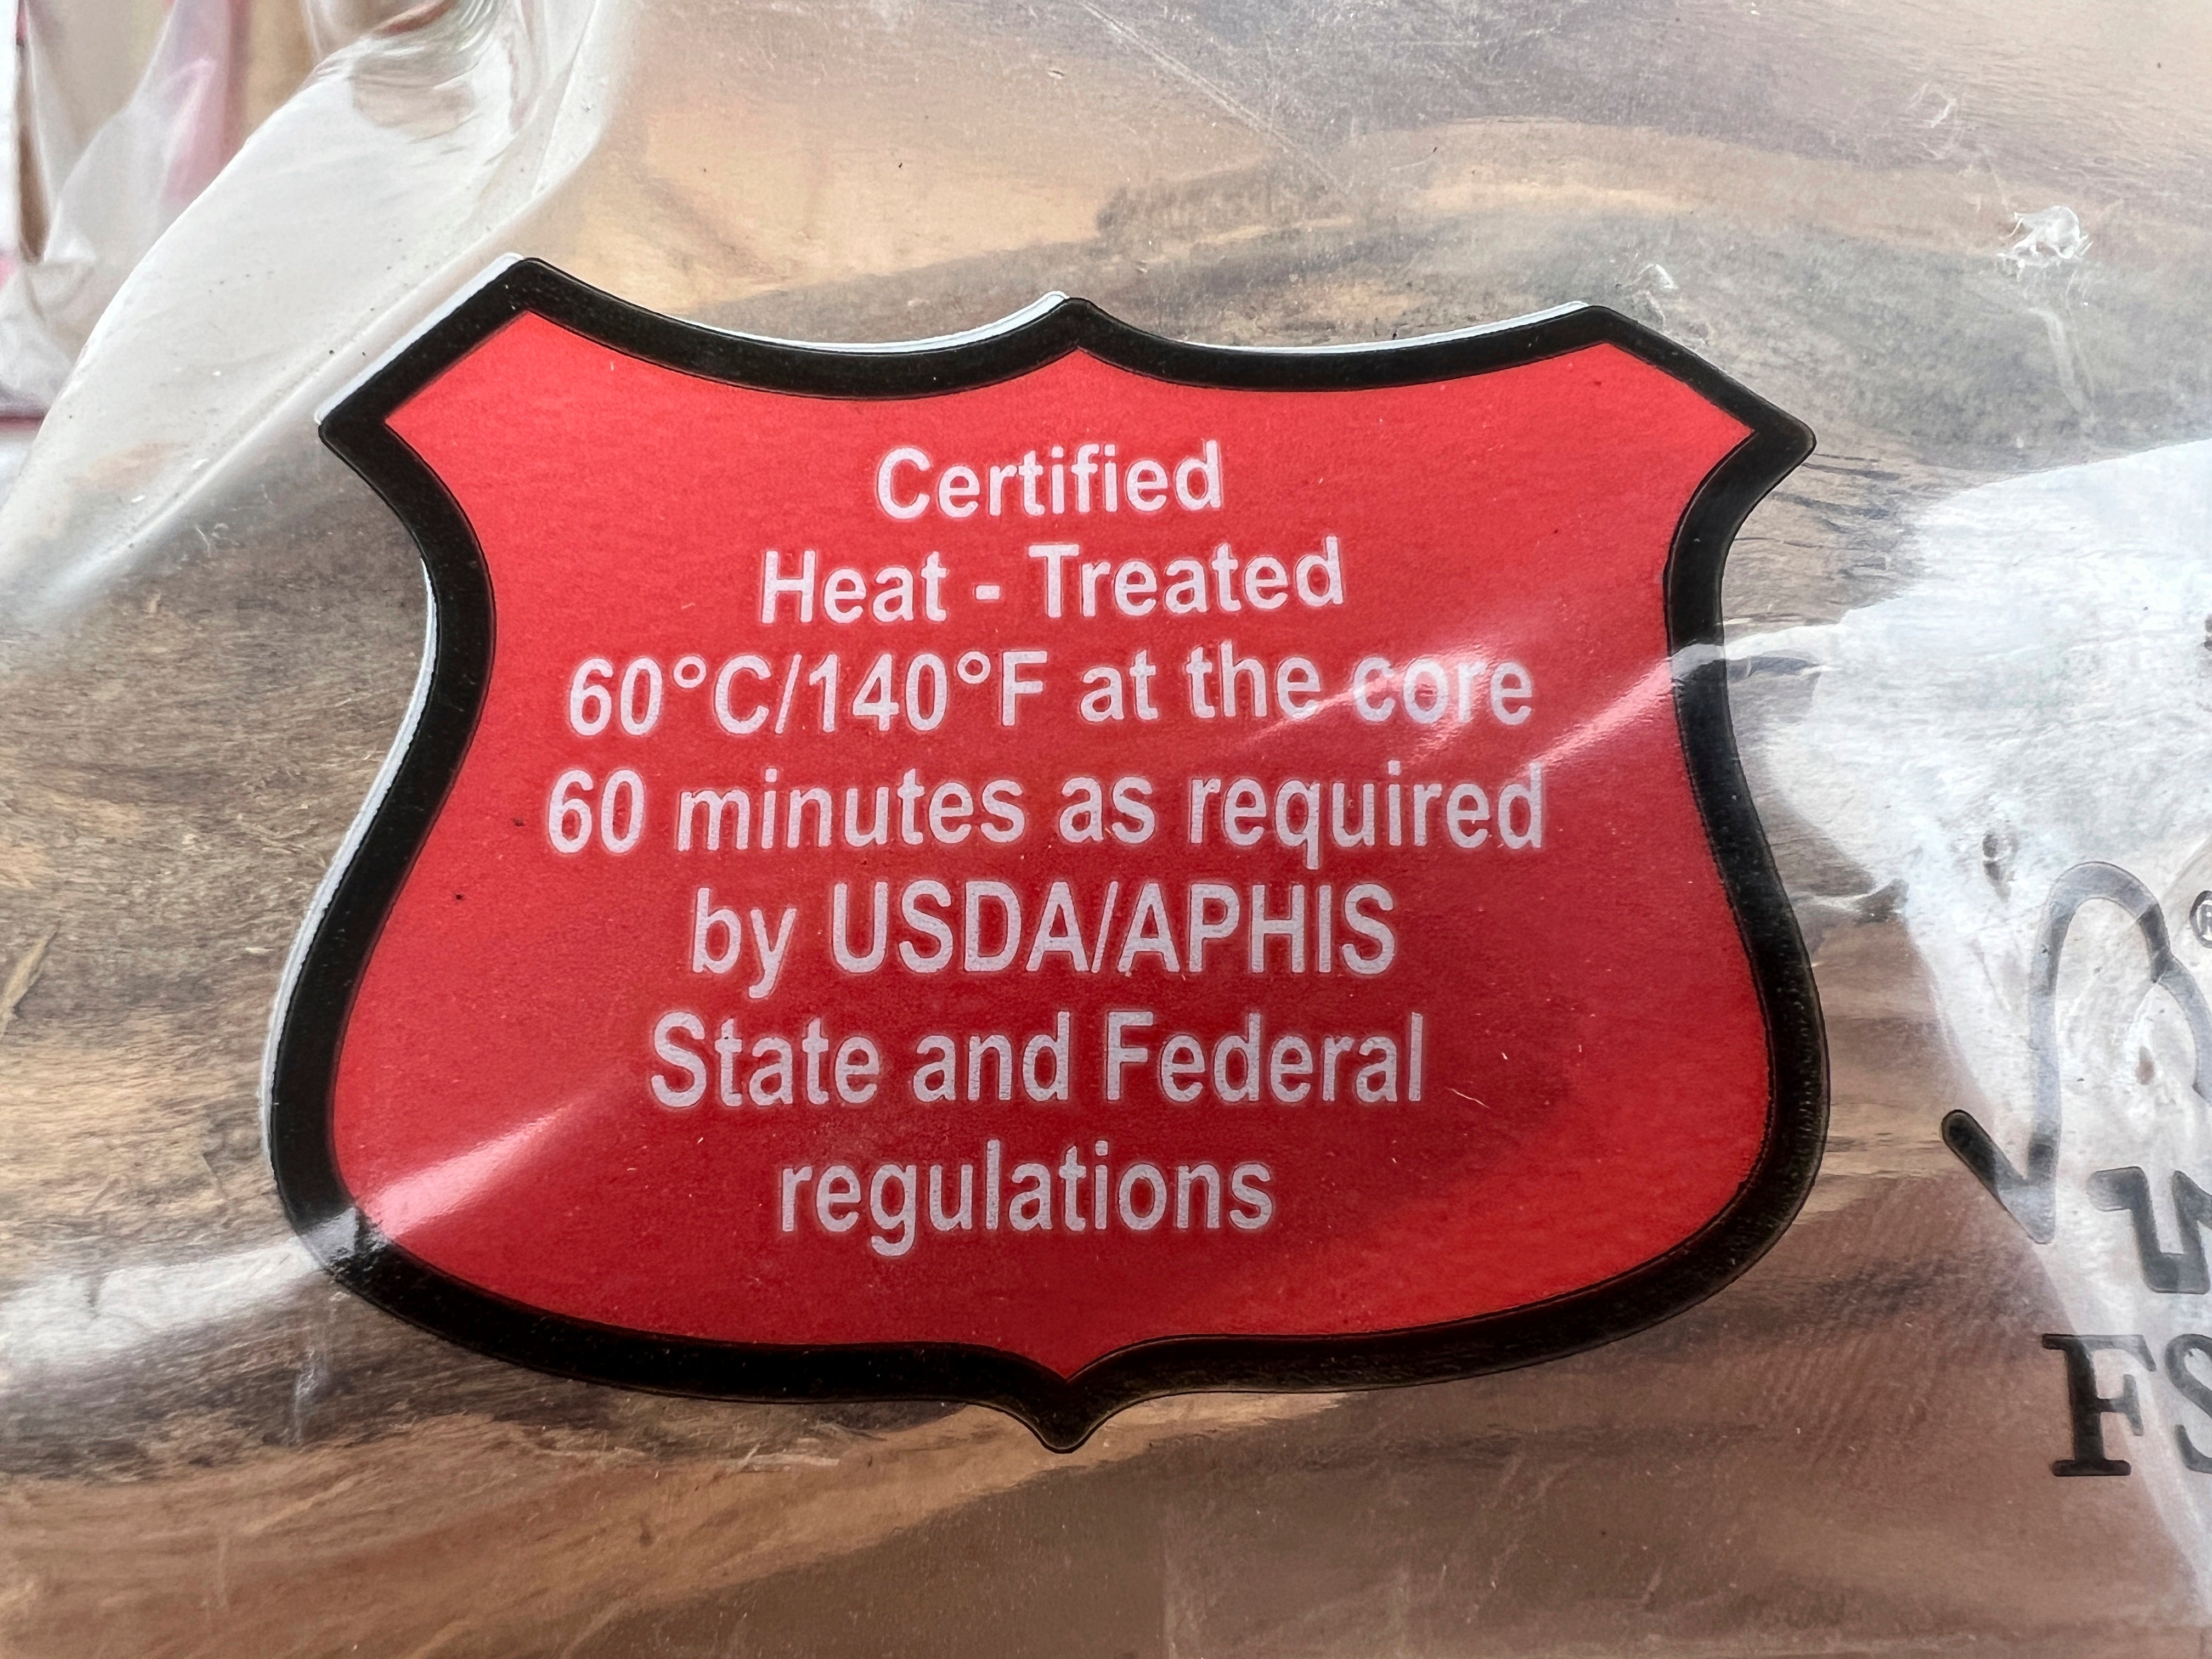 Certified
Heat - Treated
60°C/140°F at the core
60 minutes as required
by USDA/APHIS
State and Federal
regulations
®
FS